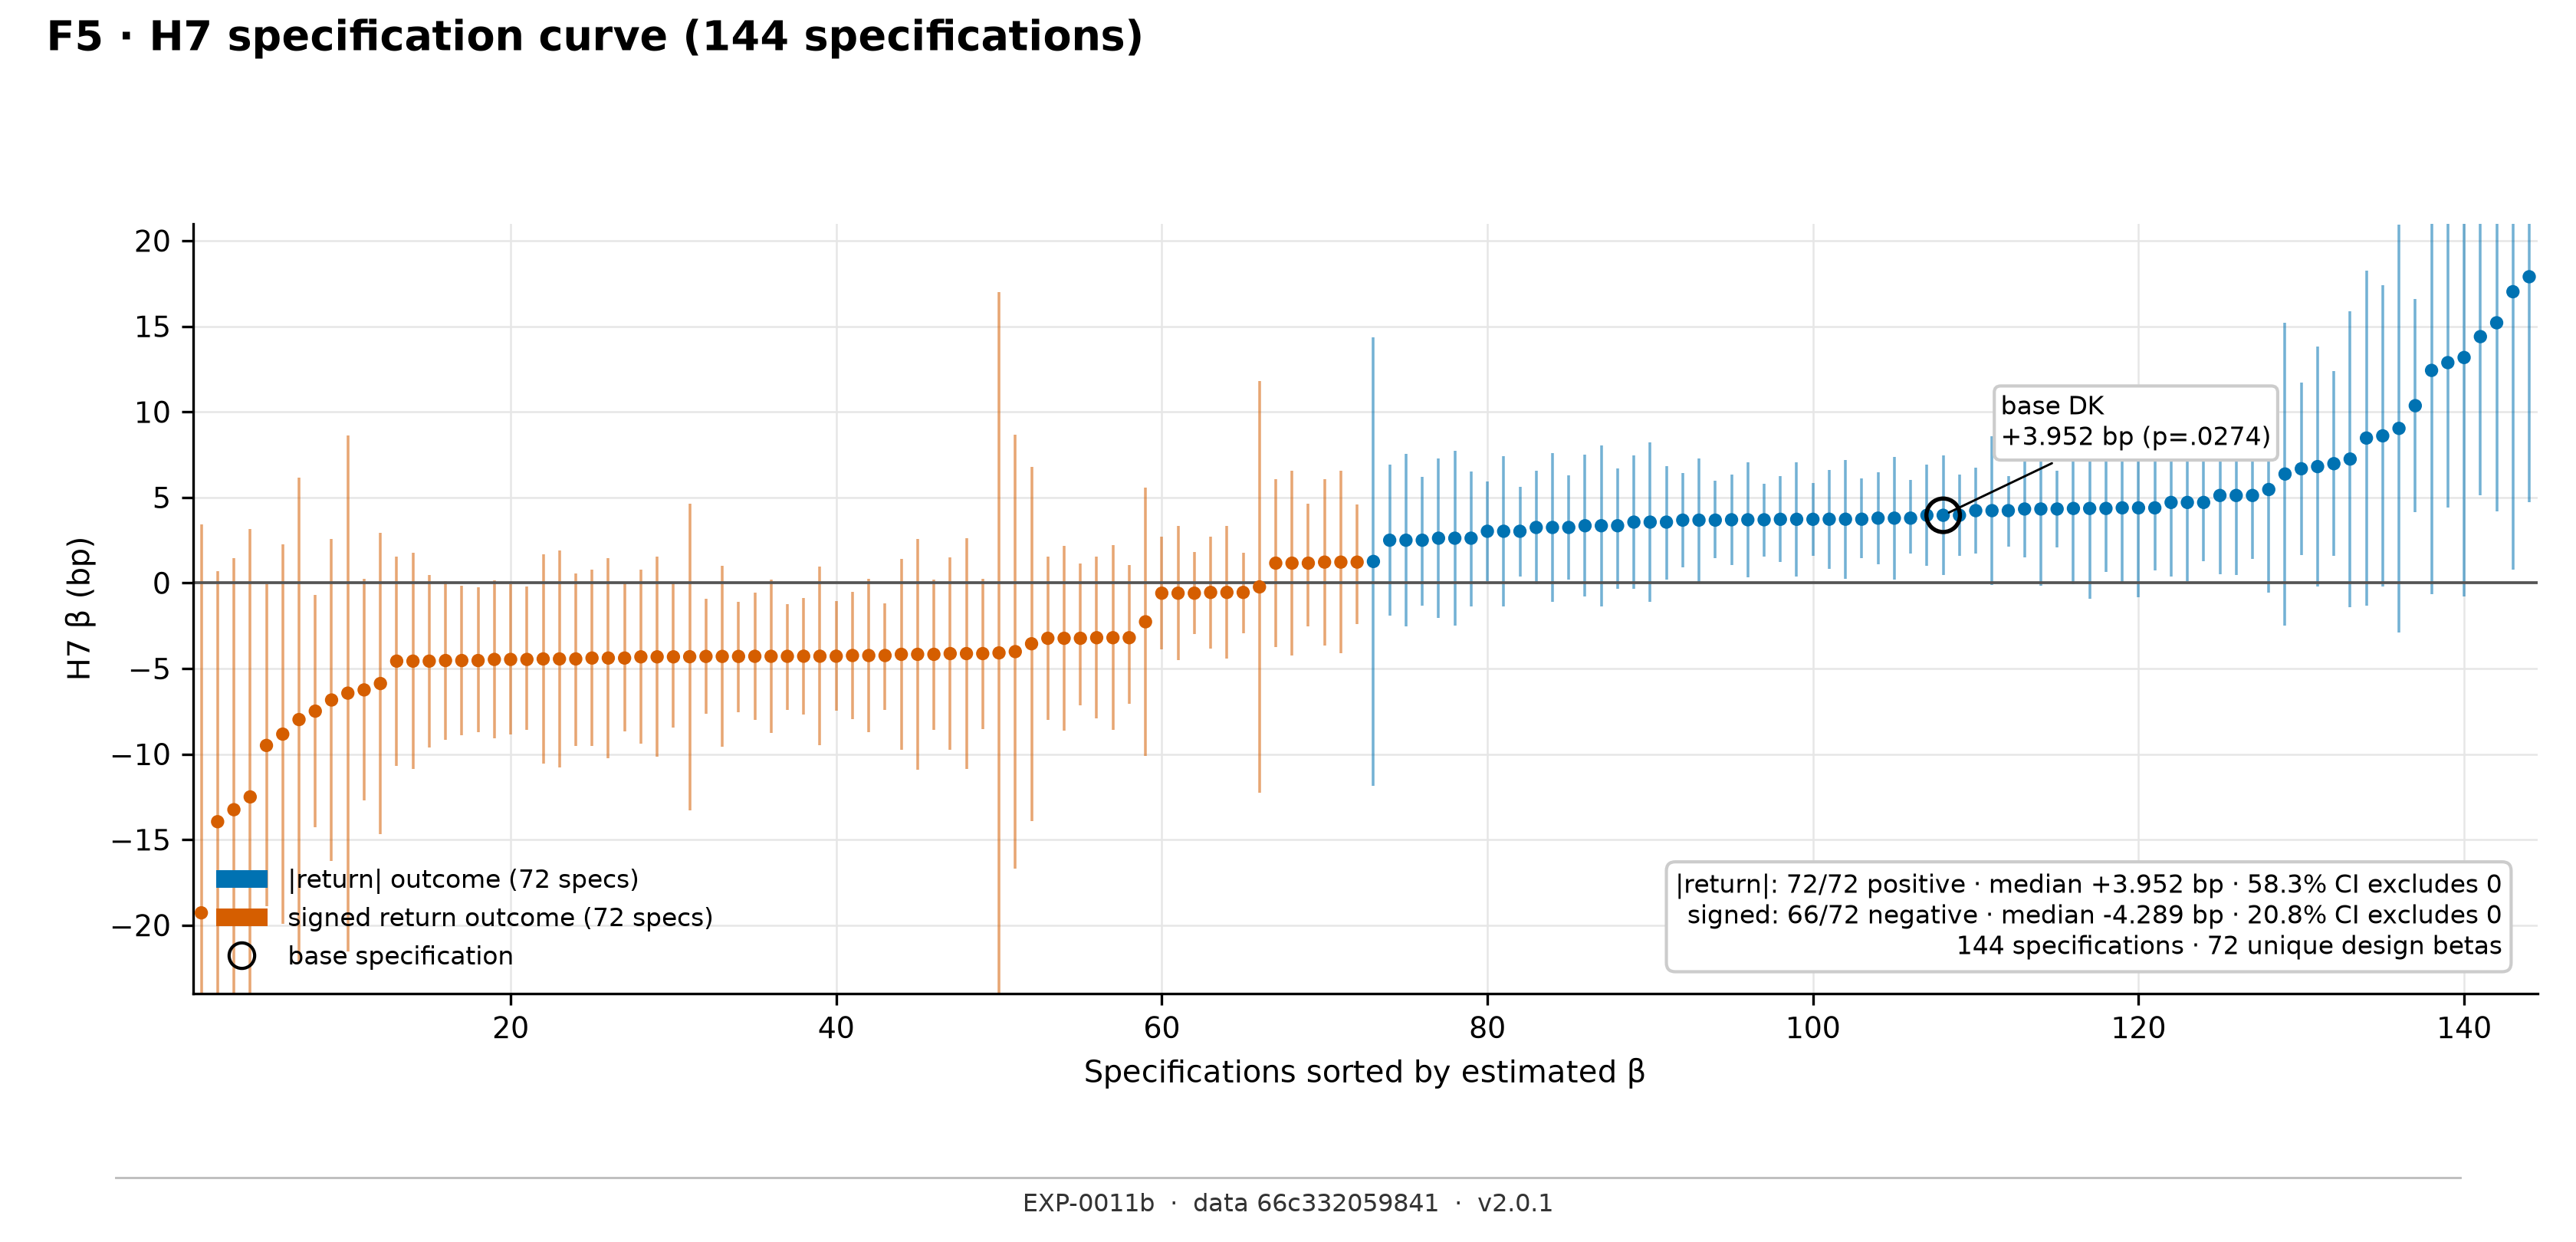 F5 · H7 specification curve (144 specifications)
20
15
10
5
0
−5
−10
−15
−20
H7 β (bp)
base DK
+3.952 bp (p=.0274)
|return| outcome (72 specs)
signed return outcome (72 specs)
base specification
|return|: 72/72 positive · median +3.952 bp · 58.3% CI excludes 0
signed: 66/72 negative · median -4.289 bp · 20.8% CI excludes 0
144 specifications · 72 unique design betas
20 40 60 80 100 120 140
Specifications sorted by estimated β
EXP-0011b · data 66c332059841 · v2.0.1